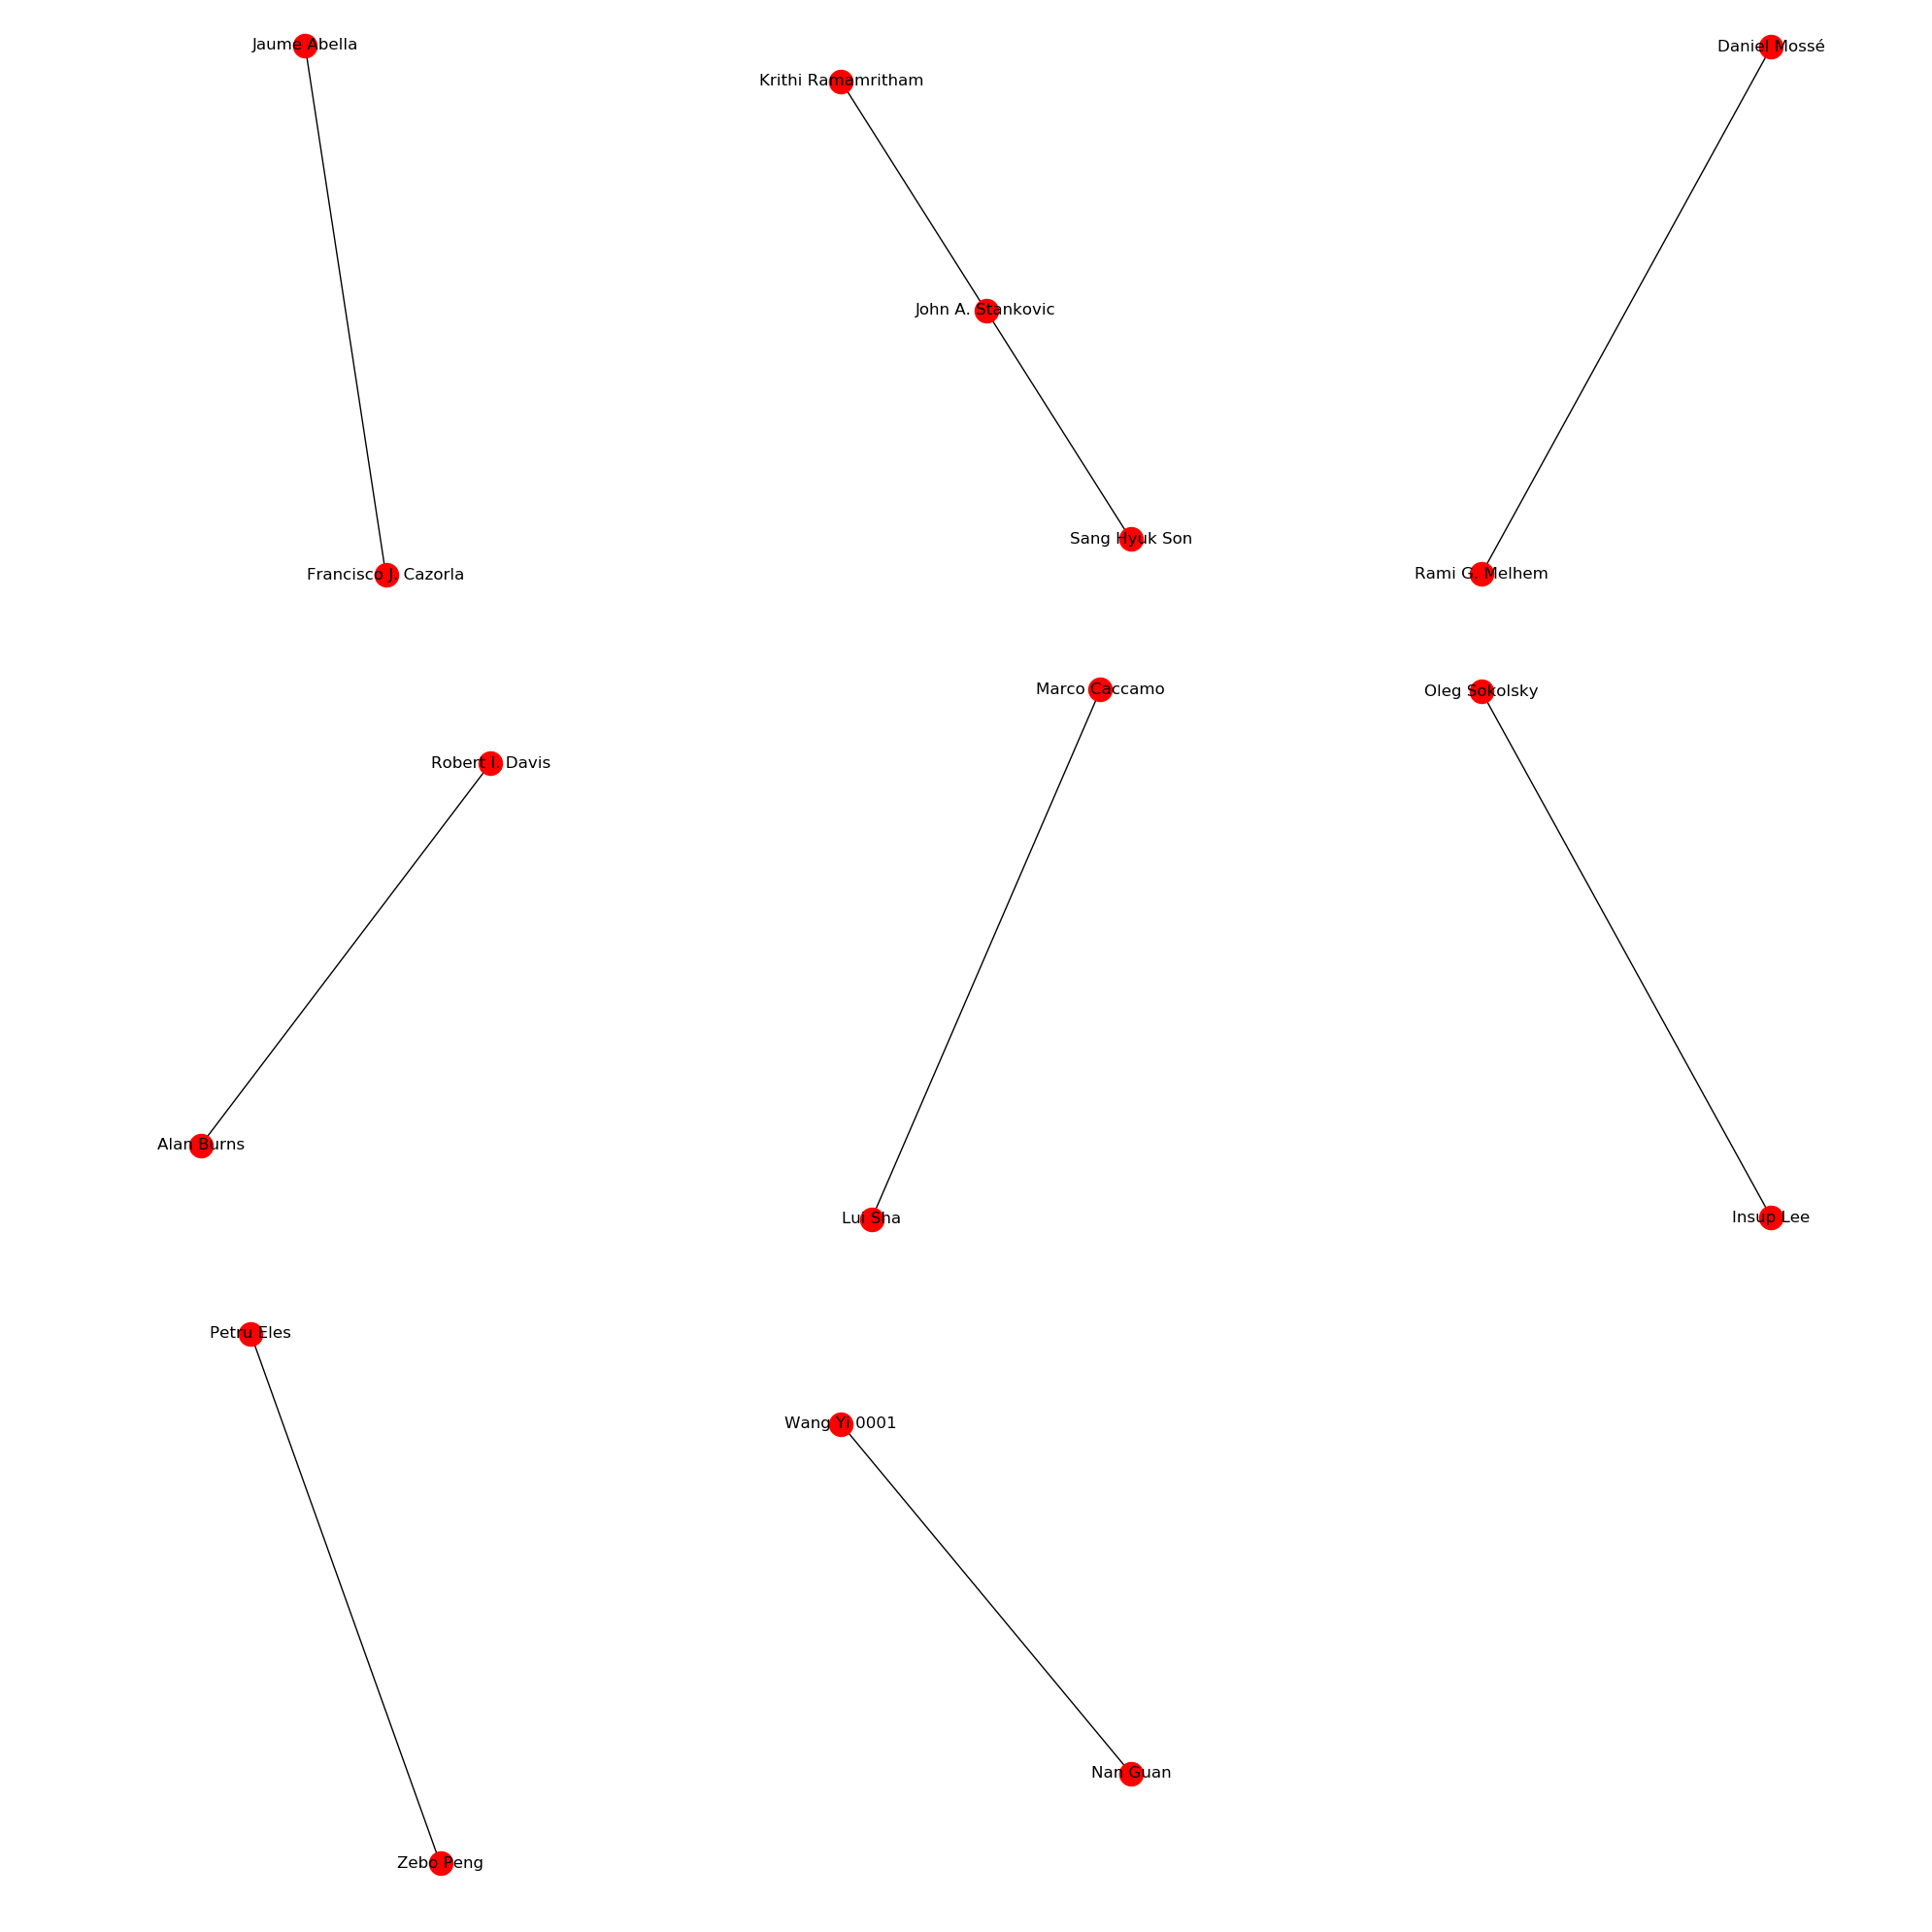 Jaume Abella
Daniel Mossé
Krithi Ramamritham
John A. Stankovic
Sang Hyuk Son
Francisco J. Cazorla
Rami G. Melhem
Marco Caccamo
Oleg Sokolsky
Robert I. Davis
Alan Burns
Lui Sha
Insup Lee
Petru Eles
Wang Yi 0001
Nan Guan
Zebo Peng